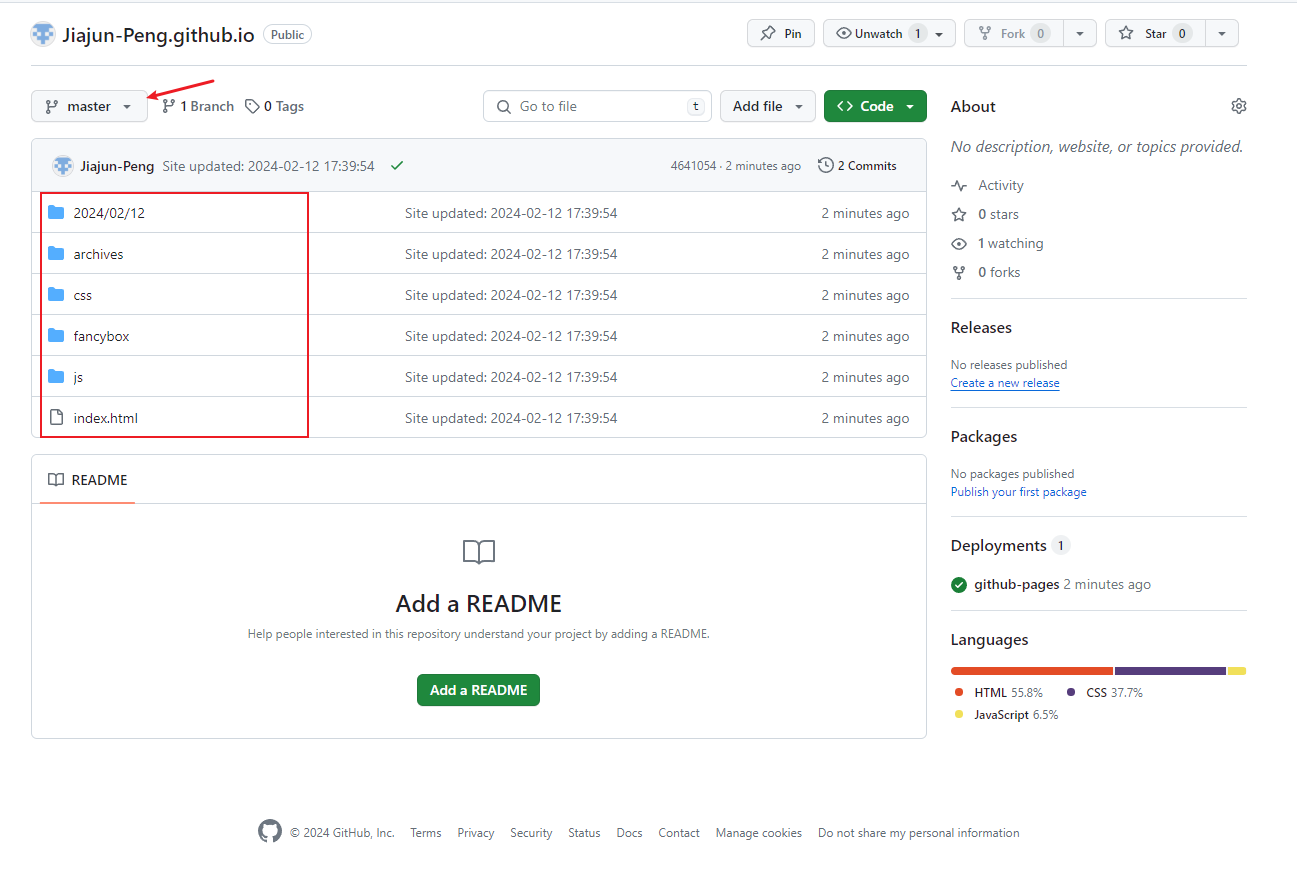 Jiajun-Peng.github.io Public Pin Unwatch 1 Fork 0 Star 0
master 1 Branch 0 Tags Go to file t Add file Code
Jiajun-Peng Site updated: 2024-02-12 17:39:54 4641054 · 2 minutes ago 2 Commits
2024/02/12 Site updated: 2024-02-12 17:39:54 2 minutes ago
archives Site updated: 2024-02-12 17:39:54 2 minutes ago
css Site updated: 2024-02-12 17:39:54 2 minutes ago
fancybox Site updated: 2024-02-12 17:39:54 2 minutes ago
js Site updated: 2024-02-12 17:39:54 2 minutes ago
index.html Site updated: 2024-02-12 17:39:54 2 minutes ago
README
Add a README
Help people interested in this repository understand your project by adding a README.
Add a README
About
No description, website, or topics provided.
Activity
0 stars
1 watching
0 forks
Releases
No releases published
Create a new release
Packages
No packages published
Publish your first package
Deployments 1
github-pages 2 minutes ago
Languages
HTML 55.8% CSS 37.7%
JavaScript 6.5%
© 2024 GitHub, Inc. Terms Privacy Security Status Docs Contact Manage cookies Do not share my personal information